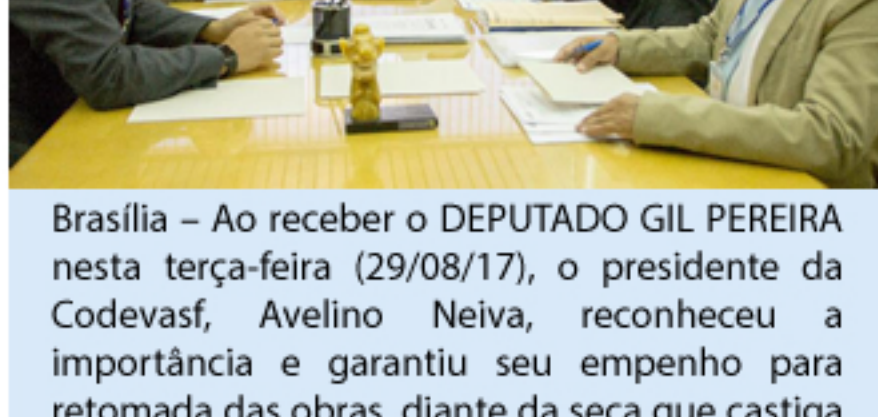 Brasília – Ao receber o DEPUTADO GIL PEREIRA
nesta terça-feira (29/08/17), o presidente da
Codevasf, Avelino Neiva, reconheceu a
importância e garantiu seu empenho para
retomada das obras, diante da seca que castiga